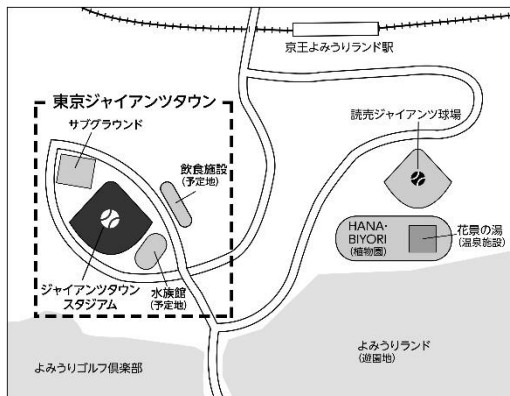 京王よみうりランド駅
東京ジャイアンツタウン
サブグラウンド
読売ジャイアンツ球場
飲食施設
(予定地)
HANA・
BIYORI
(植物園)
花景の湯
(温泉施設)
ジャイアンツタウン
スタジアム
水族館
(予定地)
よみうりランド
(遊園地)
よみうりゴルフ倶楽部